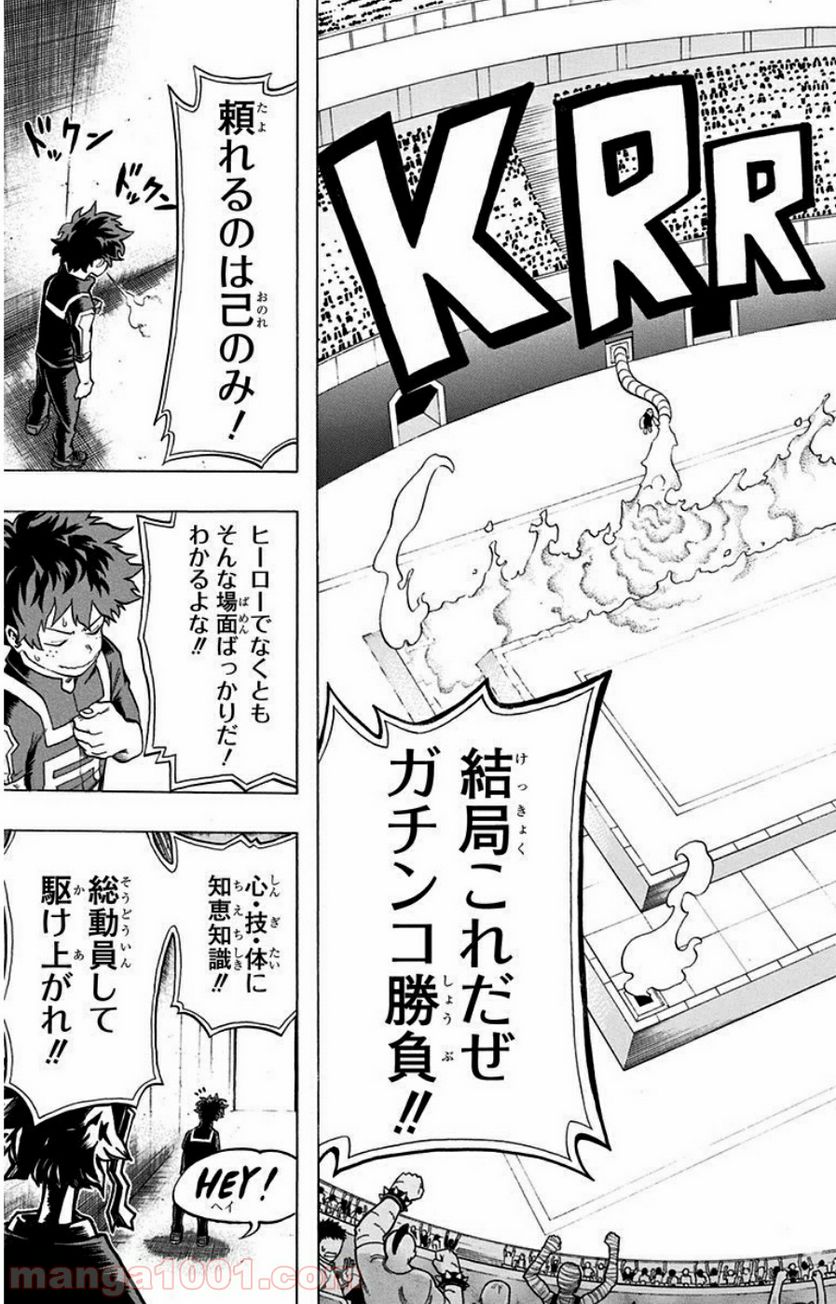 KRR
結局これだぜ
ガチンコ勝負!!
頼れるのは己のみ!
ドックン
ドックン
ヒーローでなくとも
そんな場面ばっかりだ!
わかるよな!!
心・技・体に
知恵知識!!
総動員して
駆け上がれ!!
HEY!
ヘイ
manga1001.com